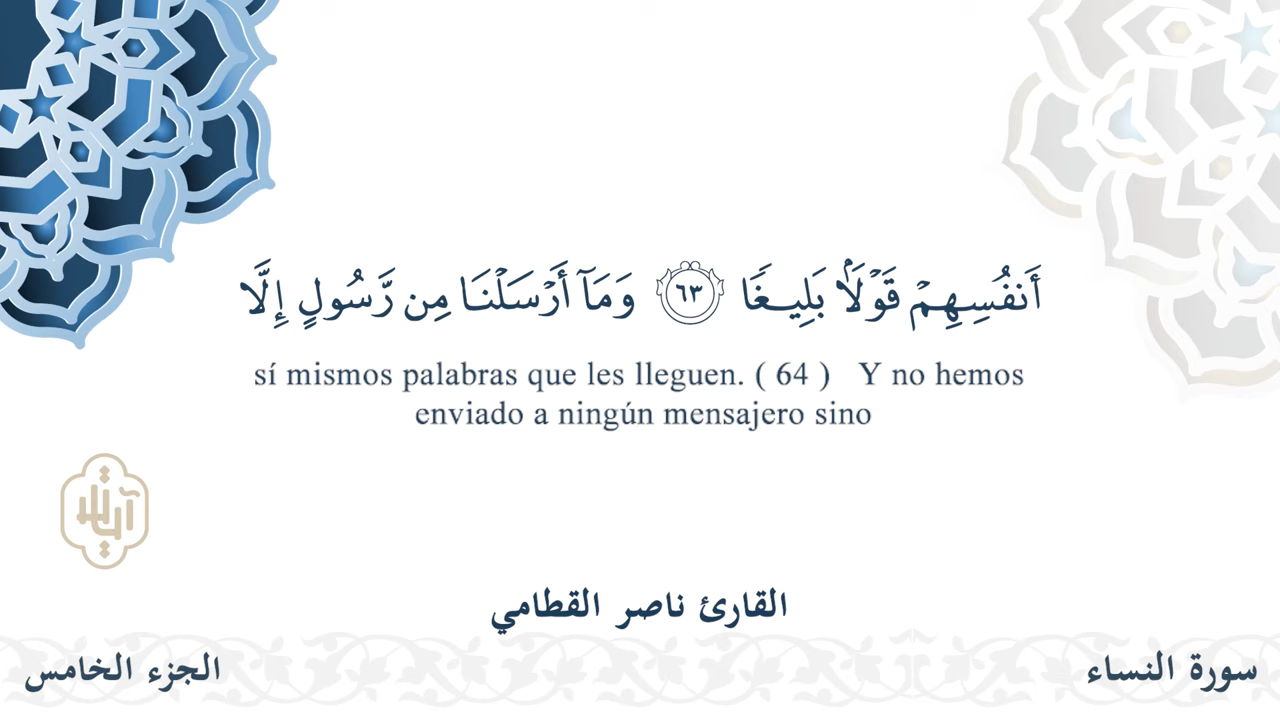 أَنفُسِهِمۡ قَوۡلَۢا بَلِيغٗا ٦٣ وَمَآ أَرۡسَلۡنَا مِن رَّسُولٍ إِلَّا
sí mismos palabras que les lleguen. ( 64 ) Y no hemos
enviado a ningún mensajero sino
آيات
القارئ ناصر القطامي
سورة النساء
الجزء الخامس